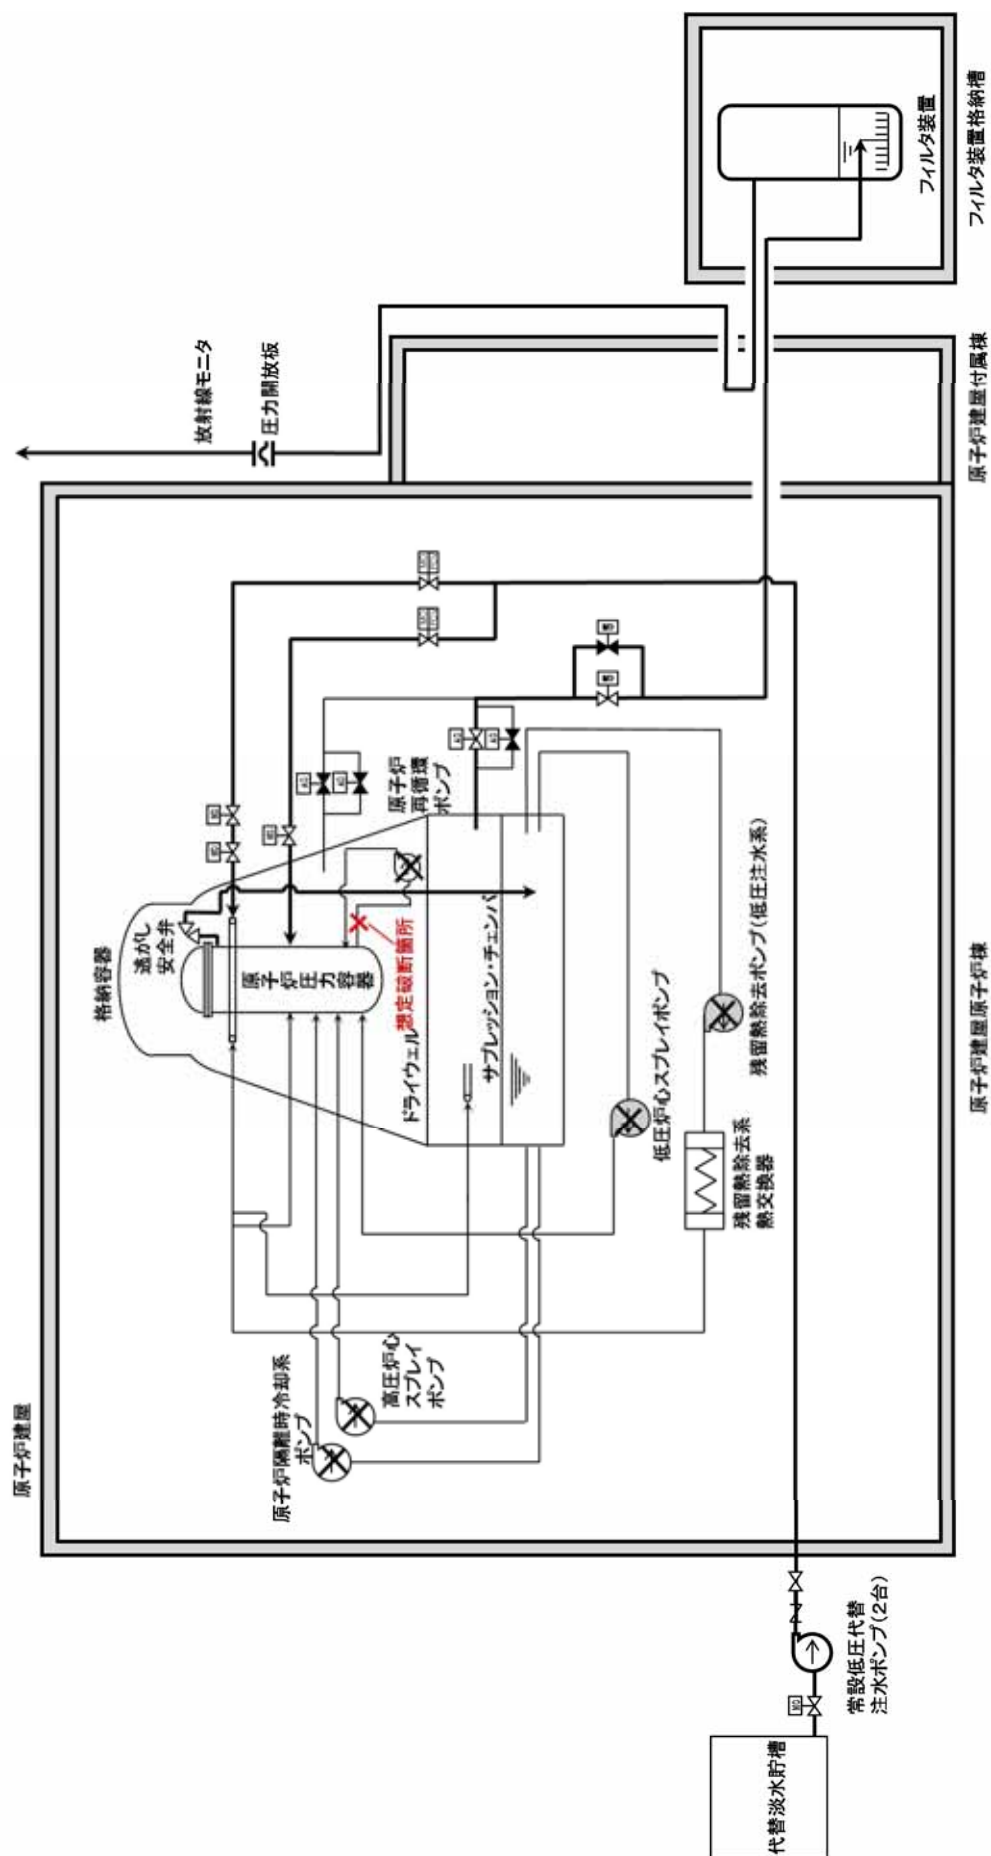 原子炉建屋
格納容器
逃がし
安全弁
原子炉圧力容器
想定破断箇所
ドライウェル
サプレッション・チェンバ
原子炉
再循環
ポンプ
原子炉隔離時冷却系
ポンプ
高圧炉心
スプレイ
ポンプ
低圧炉心スプレイポンプ
残留熱除去系
熱交換器
残留熱除去ポンプ(低圧注水系)
放射線モニタ
圧力開放板
フィルタ装置
フィルタ装置格納槽
原子炉建屋付属棟
原子炉建屋原子炉棟
常設低圧代替
注水ポンプ(2台)
代替淡水貯槽
MO